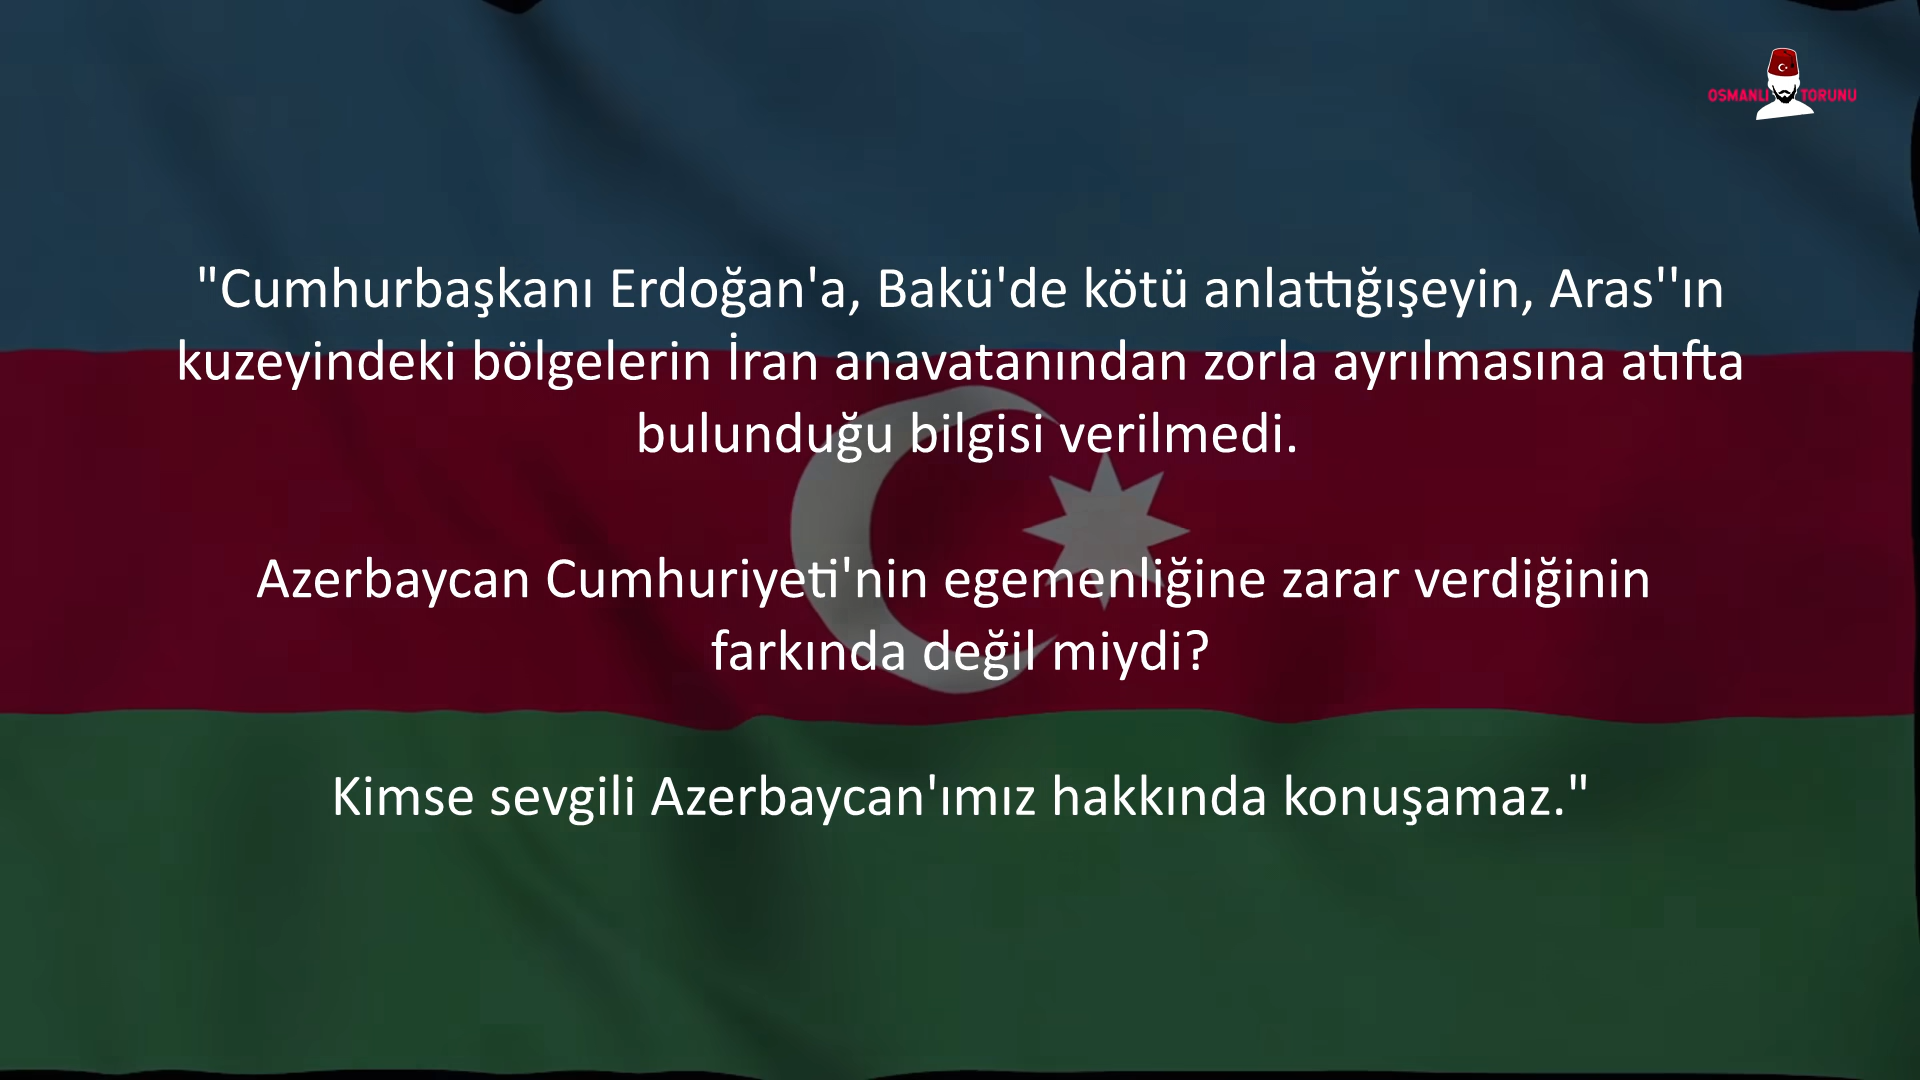 OSMANLI TORUNU
"Cumhurbaşkanı Erdoğan'a, Bakü'de kötü anlattığışeyin, Aras''ın
kuzeyindeki bölgelerin İran anavatanından zorla ayrılmasına atıfta
bulunduğu bilgisi verilmedi.
Azerbaycan Cumhuriyeti'nin egemenliğine zarar verdiğinin
farkında değil miydi?
Kimse sevgili Azerbaycan'ımız hakkında konuşamaz."